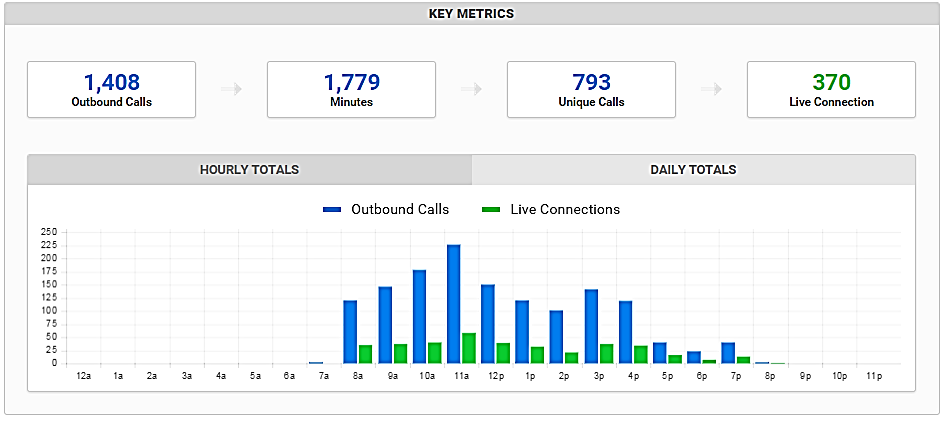 KEY METRICS
1,408 1,779 793 370
Outbound Calls Minutes Unique Calls Live Connection
HOURLY TOTALS DAILY TOTALS
Outbound Calls Live Connections
250
225
200
175
150
125
100
75
50
25
0
12a 1a 2a 3a 4a 5a 6a 7a 8a 9a 10a 11a 12p 1p 2p 3p 4p 5p 6p 7p 8p 9p 10p 11p